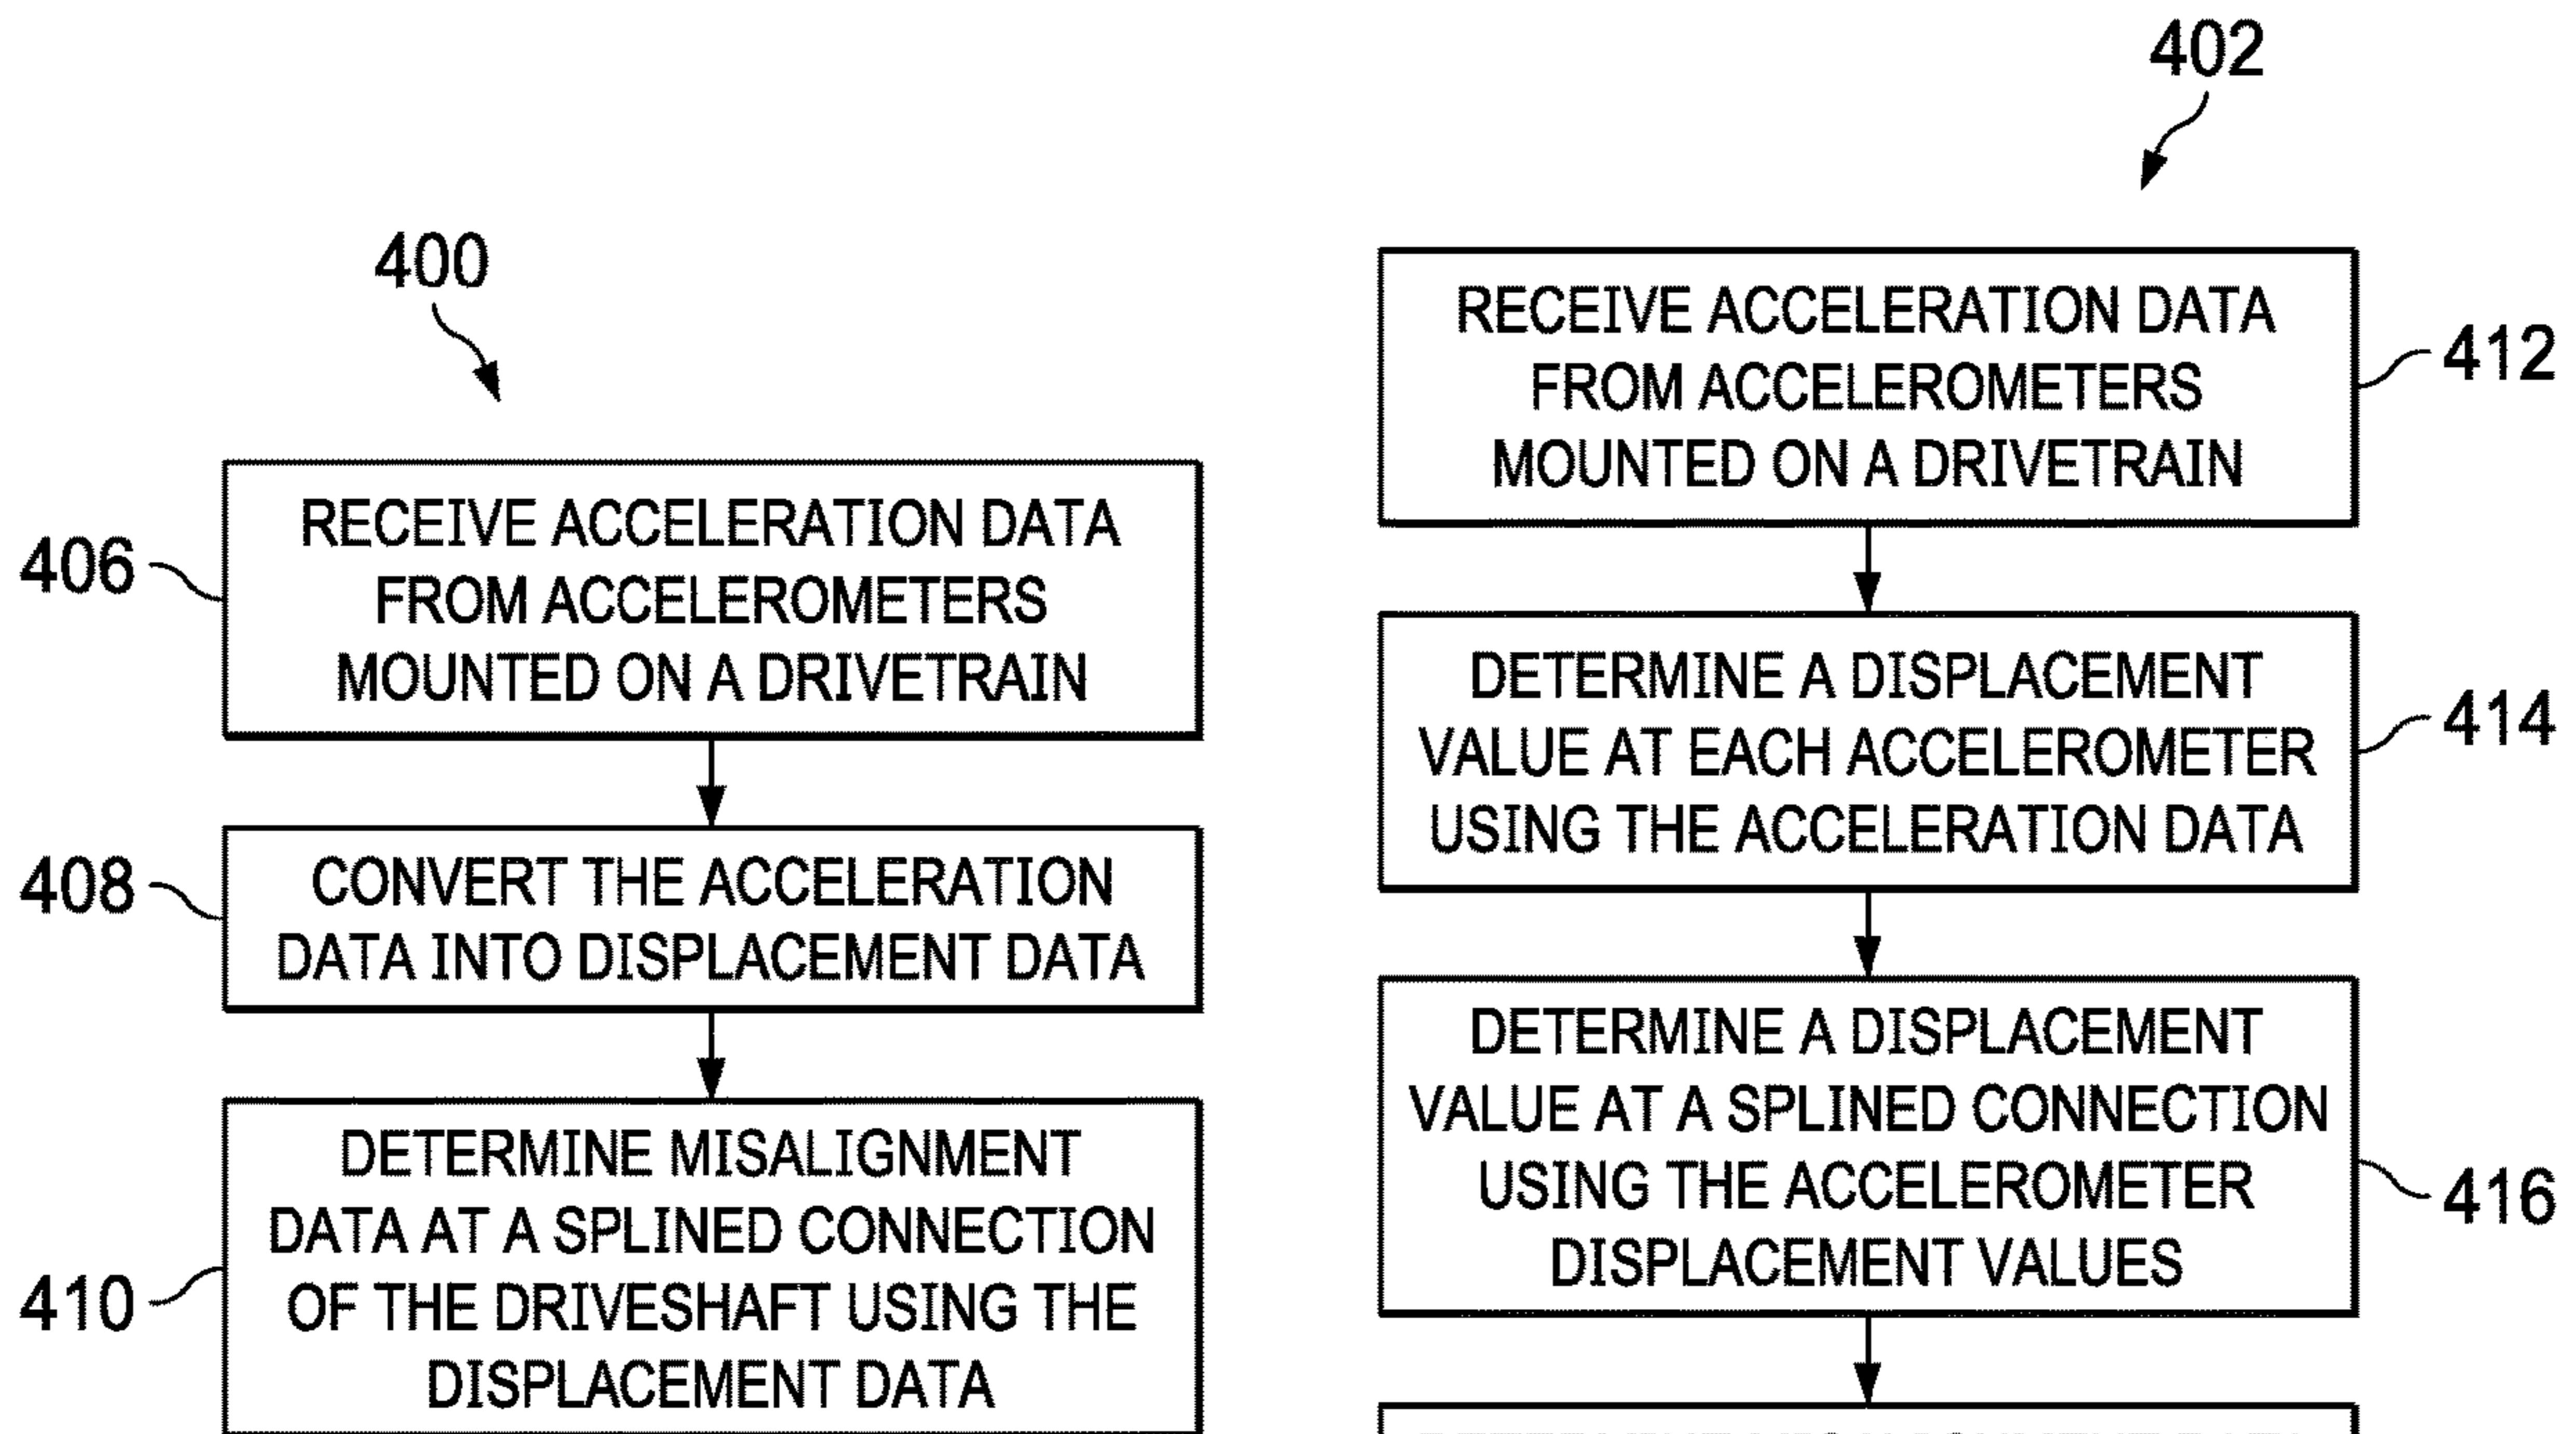 400
406
RECEIVE ACCELERATION DATA
FROM ACCELEROMETERS
MOUNTED ON A DRIVETRAIN
408
CONVERT THE ACCELERATION
DATA INTO DISPLACEMENT DATA
410
DETERMINE MISALIGNMENT
DATA AT A SPLINED CONNECTION
OF THE DRIVESHAFT USING THE
DISPLACEMENT DATA
402
RECEIVE ACCELERATION DATA
FROM ACCELEROMETERS
MOUNTED ON A DRIVETRAIN
412
DETERMINE A DISPLACEMENT
VALUE AT EACH ACCELEROMETER
USING THE ACCELERATION DATA
414
DETERMINE A DISPLACEMENT
VALUE AT A SPLINED CONNECTION
USING THE ACCELEROMETER
DISPLACEMENT VALUES
416